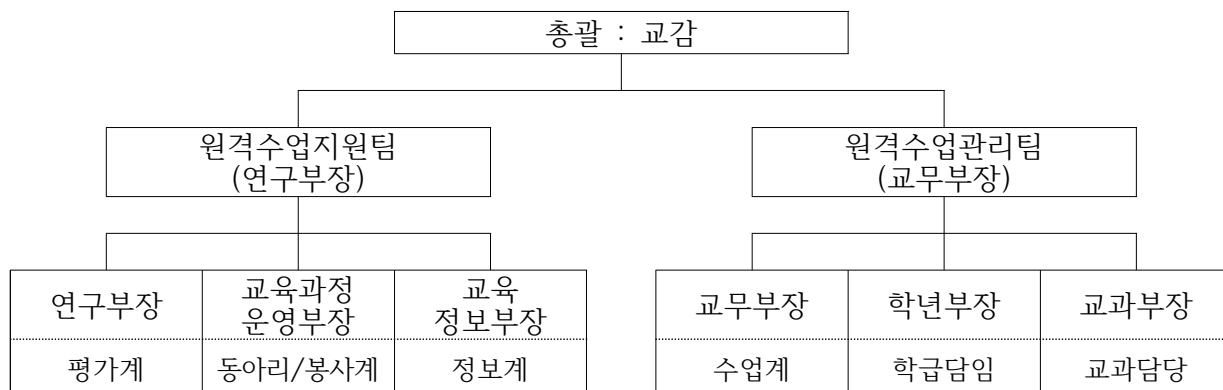 총괄 : 교감
원격수업지원팀
(연구부장)
원격수업관리팀
(교무부장)
연구부장
교육과정
운영부장
교육
정보부장
교무부장
학년부장
교과부장
평가계
동아리/봉사계
정보계
수업계
학급담임
교과담당